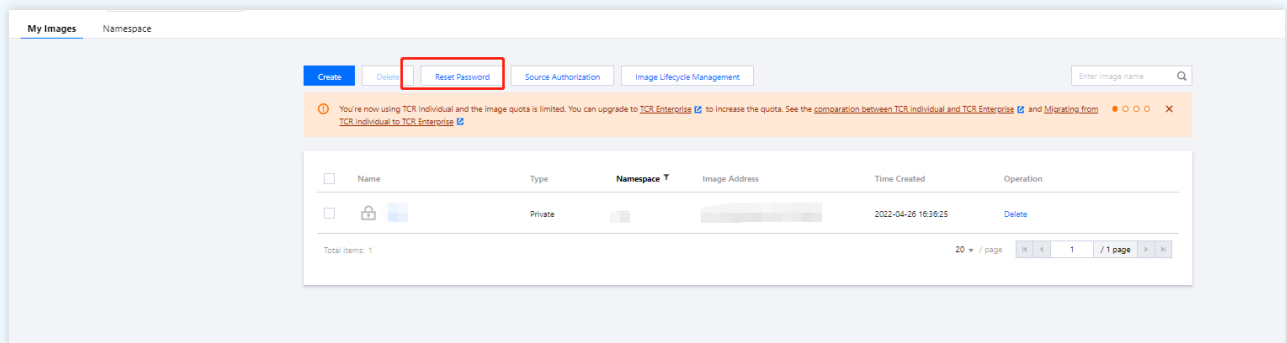 My Images Namespace
Create Delete Reset Password Source Authorization Image Lifecycle Management Enter image name
You're now using TCR Individual and the image quota is limited. You can upgrade to TCR Enterprise to increase the quota. See the comparation between TCR individual and TCR Enterprise and Migrating from
TCR Individual to TCR Enterprise
Name Type Namespace Image Address Time Created Operation
Private 2022-04-26 16:36:25 Delete
Total items: 1 20 / page 1 / 1 page